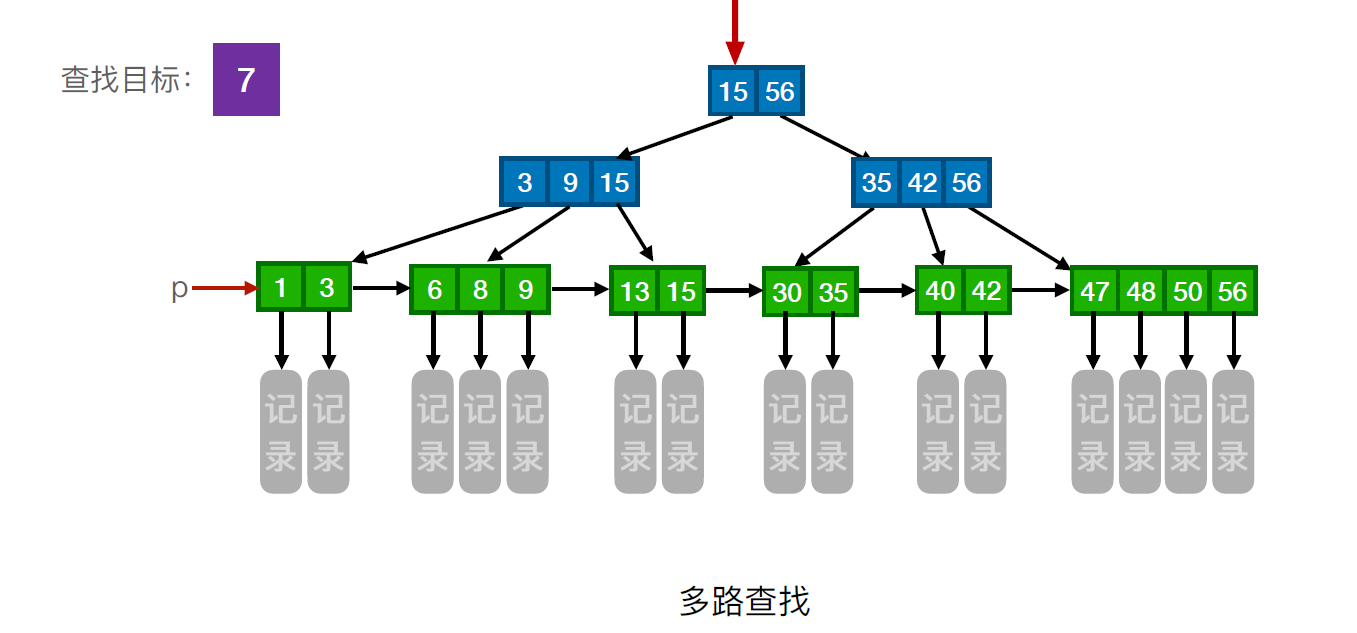 查找目标： 7
15 56
3 9 15
35 42 56
p
1 3
6 8 9
13 15
30 35
40 42
47 48 50 56
记录 记录
记录 记录 记录
记录 记录
记录 记录
记录 记录
记录 记录 记录 记录
多路查找